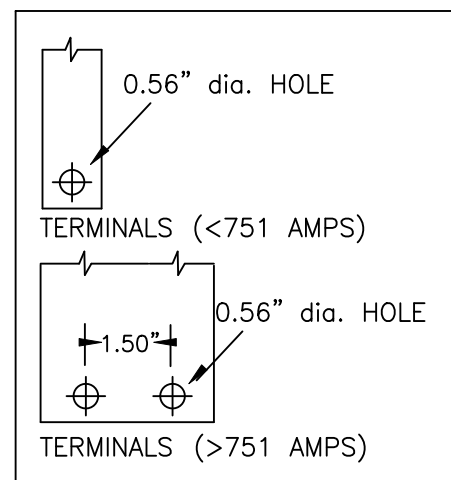 0.56” dia. HOLE
TERMINALS (<751 AMPS)
0.56” dia. HOLE
1.50”
TERMINALS (>751 AMPS)